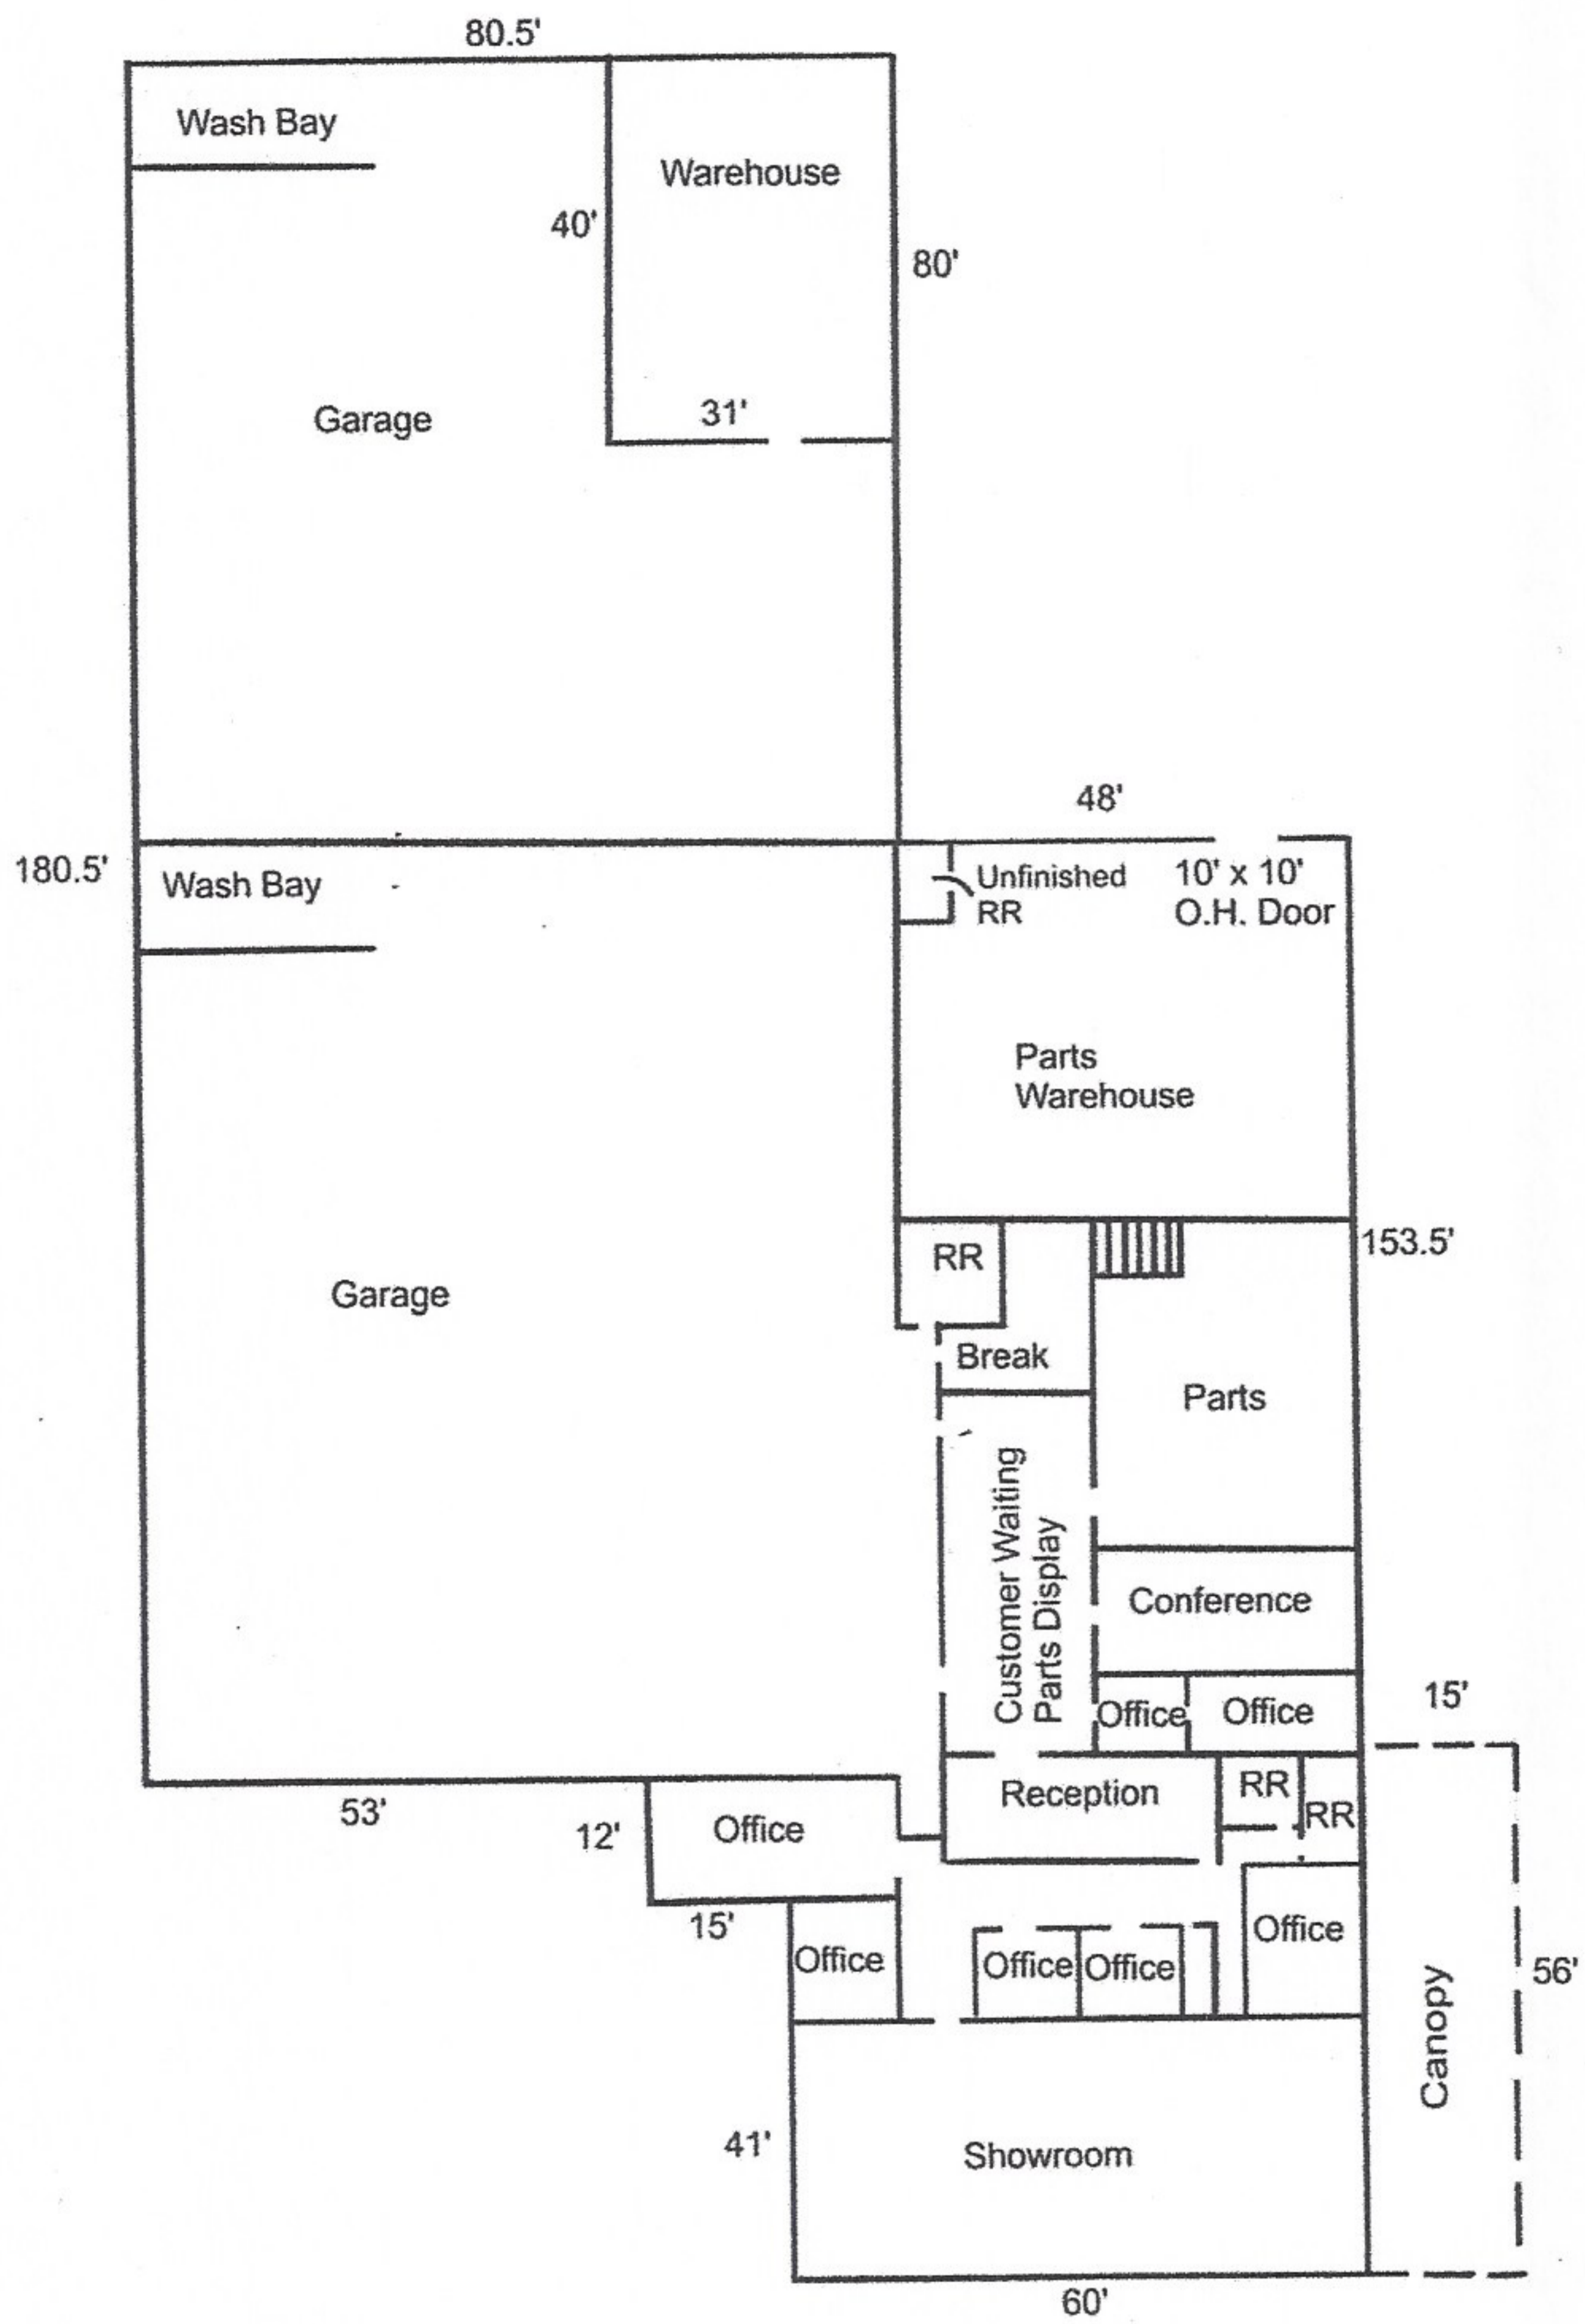 80.5'
Wash Bay
Warehouse
40'
80'
31'
Garage
48'
180.5'
Wash Bay
Unfinished
RR
10' x 10'
O.H. Door
Parts
Warehouse
153.5'
RR
Garage
Break
Parts
Customer Waiting
Parts Display
Conference
Office
Office
15'
Reception
RR
RR
53'
12'
Office
15'
Office
Office
Office
Office
Canopy
56'
41'
Showroom
60'